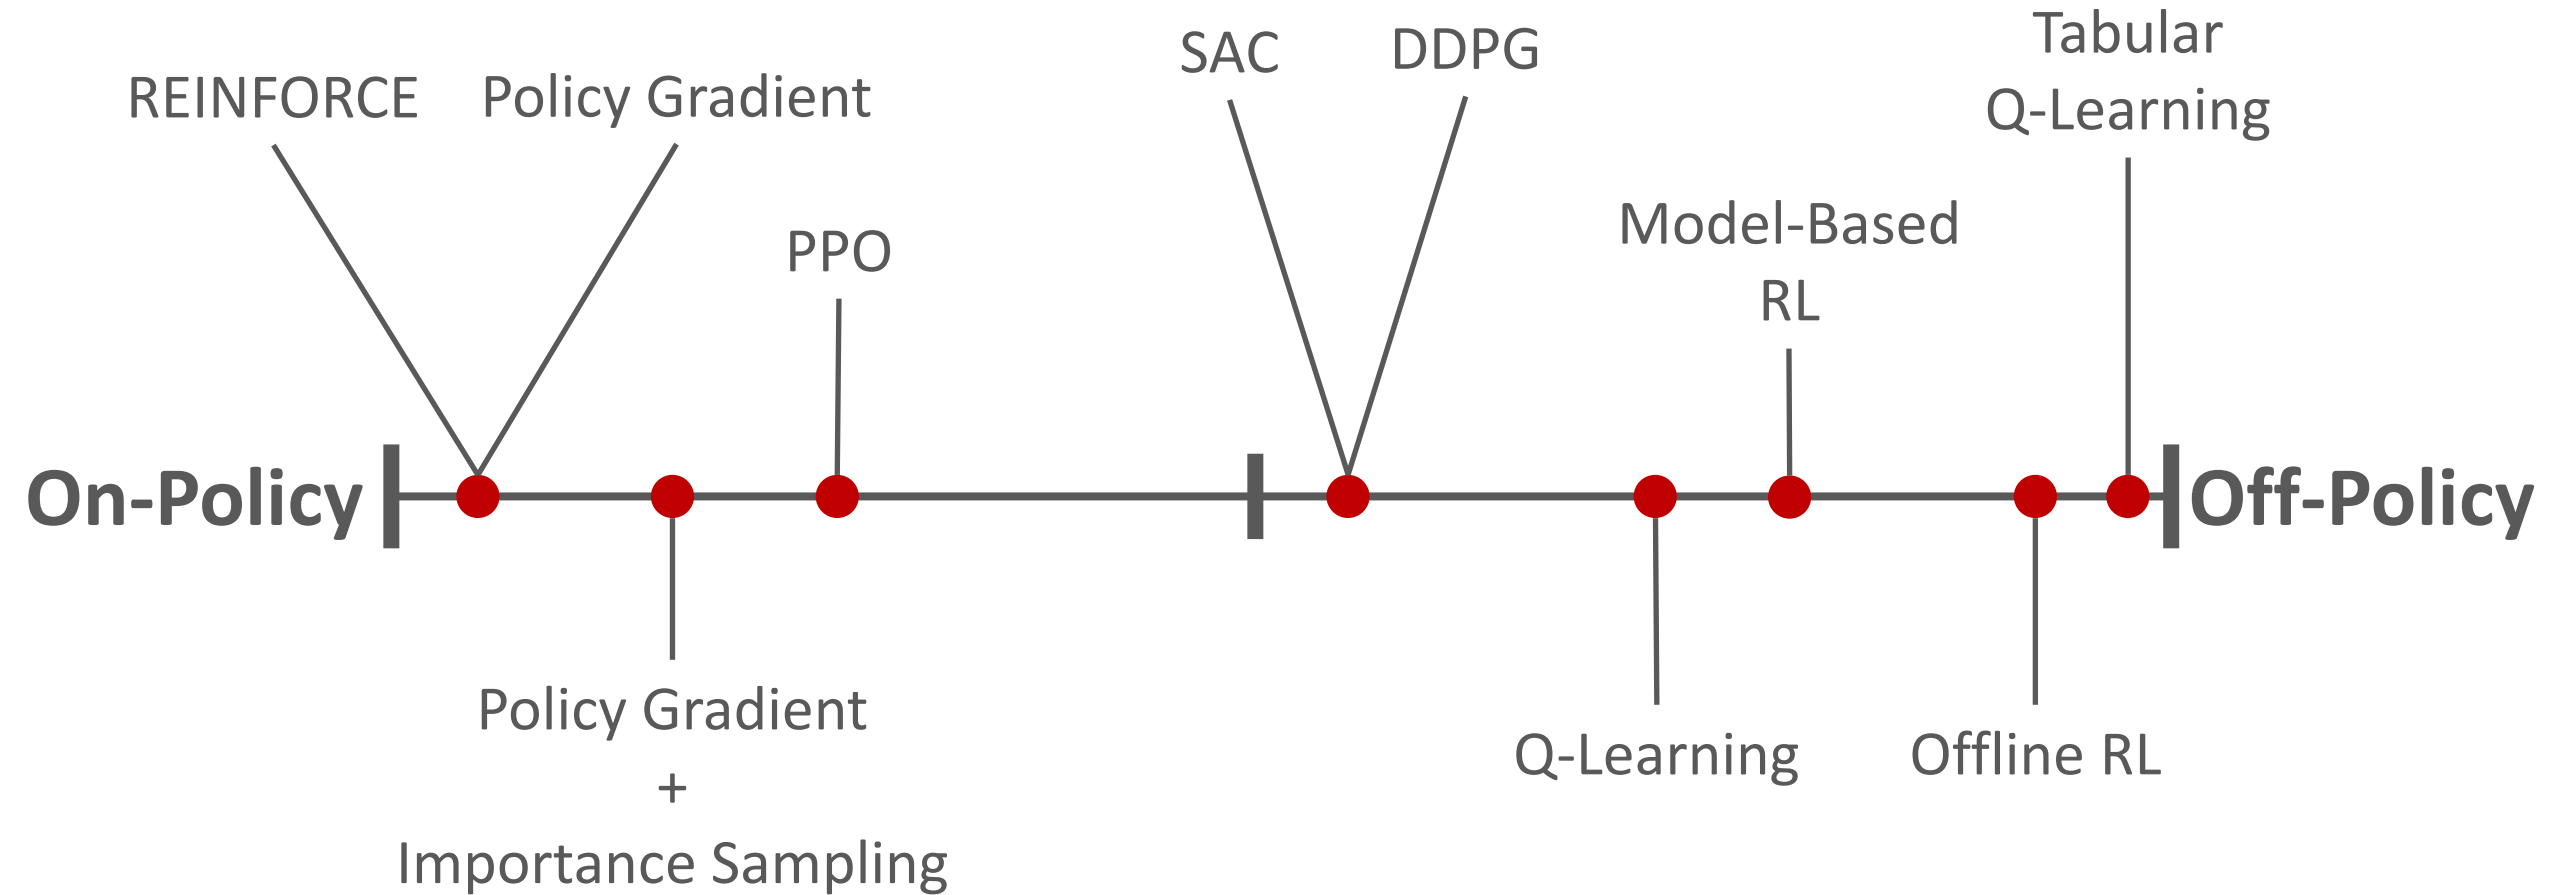 REINFORCE
Policy Gradient
PPO
SAC
DDPG
Model-Based
RL
Tabular
Q-Learning
On-Policy
Off-Policy
Policy Gradient
+
Importance Sampling
Q-Learning
Offline RL